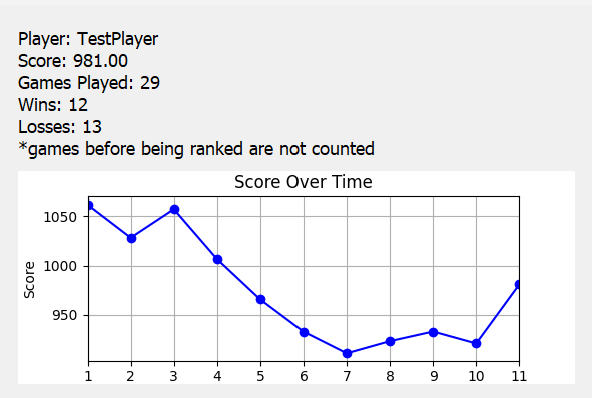 Player: TestPlayer
Score: 981.00
Games Played: 29
Wins: 12
Losses: 13
*games before being ranked are not counted
Score Over Time
1050
1000
950
Score
1 2 3 4 5 6 7 8 9 10 11